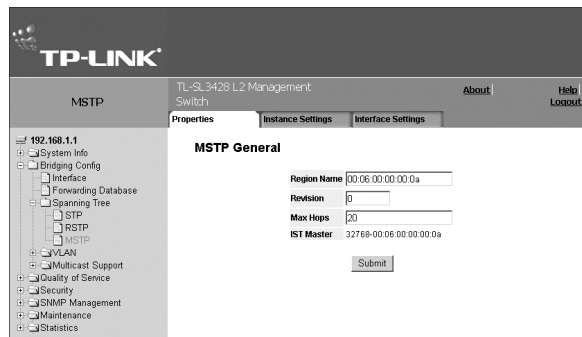 TP-LINK
MSTP
TL-SL3428 L2 Management
Switch
About
Help
Logout
Properties
Instance Settings
Interface Settings
192.168.1.1
System Info
Bridging Config
Interface
Forwarding Database
Spanning Tree
STP
RSTP
MSTP
VLAN
Multicast Support
Quality of Service
Security
SNMP Management
Maintenance
Statistics
MSTP General
Region Name 00:06:00:00:00:0a
Revision 0
Max Hops 20
IST Master 32768-00:06:00:00:00:0a
Submit